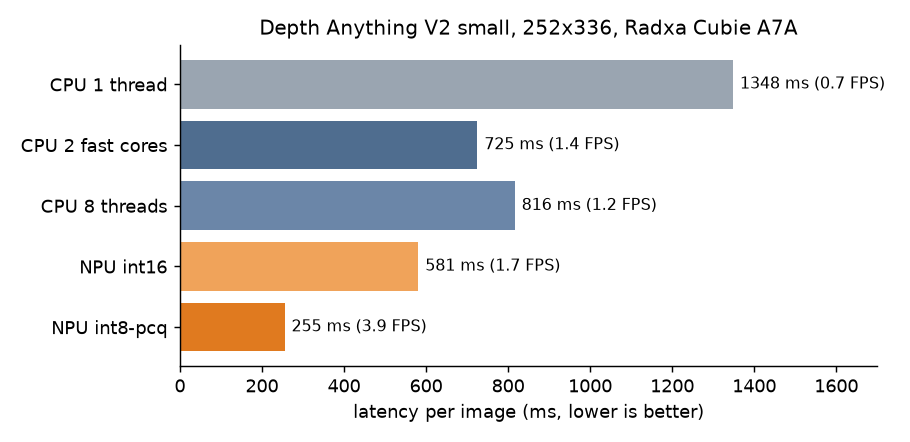 Depth Anything V2 small, 252x336, Radxa Cubie A7A
CPU 1 thread
1348 ms (0.7 FPS)
CPU 2 fast cores
725 ms (1.4 FPS)
CPU 8 threads
816 ms (1.2 FPS)
NPU int16
581 ms (1.7 FPS)
NPU int8-pcq
255 ms (3.9 FPS)
0 200 400 600 800 1000 1200 1400 1600
latency per image (ms, lower is better)